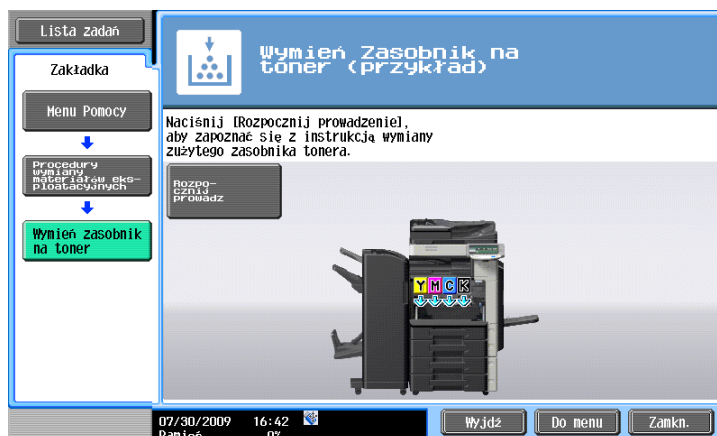 Lista zadań
Zakładka
Menu Pomocy
Procedury
wymiany
materiałów eks-
ploatacyjnych
Wymień zasobnik
na toner
Wymień Zasobnik na
toner (przykład)
Naciśnij [Rozpocznij prowadzenie],
aby zapoznać się z instrukcją wymiany
zużytego zasobnika tonera.
Rozpo-
cznij
prowadz
Y M C K
07/30/2009 16:42
Pamięć 0%
Wyjdź
Do menu
Zamkn.